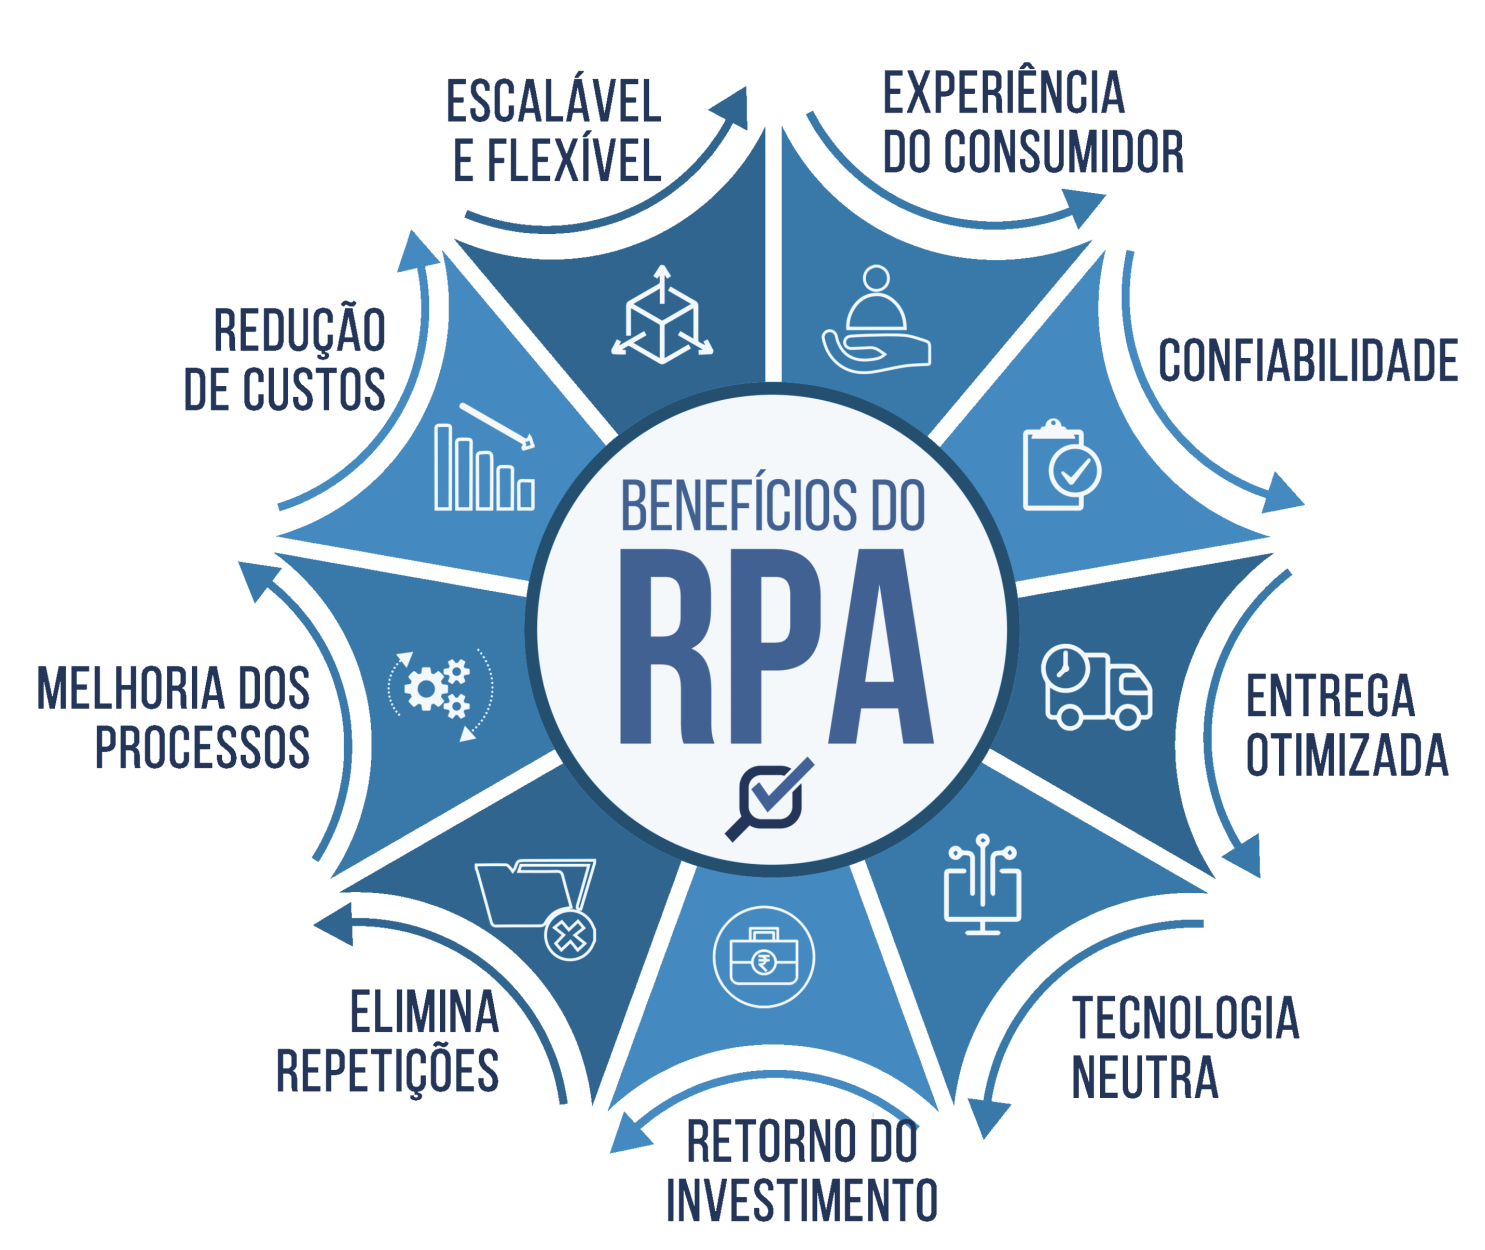 ESCALÁVEL
E FLEXÍVEL
EXPERIÊNCIA
DO CONSUMIDOR
CONFIABILIDADE
ENTREGA
OTIMIZADA
TECNOLOGIA
NEUTRA
RETORNO DO
INVESTIMENTO
ELIMINA
REPETIÇÕES
MELHORIA DOS
PROCESSOS
REDUÇÃO
DE CUSTOS
BENEFÍCIOS DO
RPA
₹